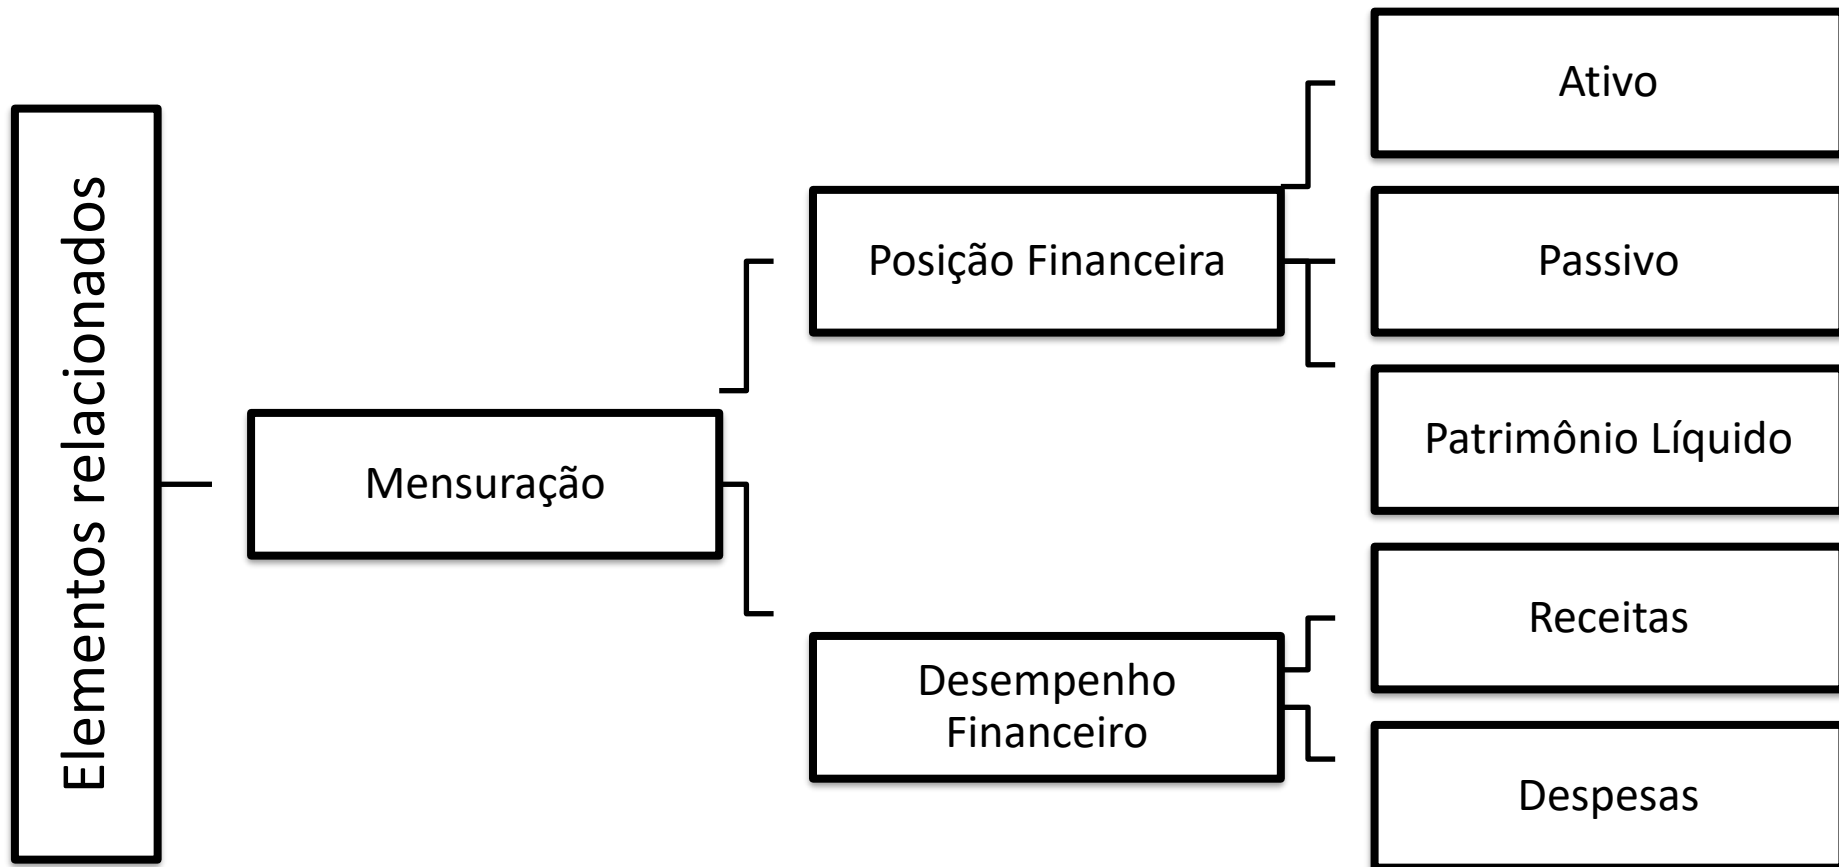 Elementos relacionados
Mensuração
Posição Financeira
Ativo
Passivo
Patrimônio Líquido
Desempenho
Financeiro
Receitas
Despesas